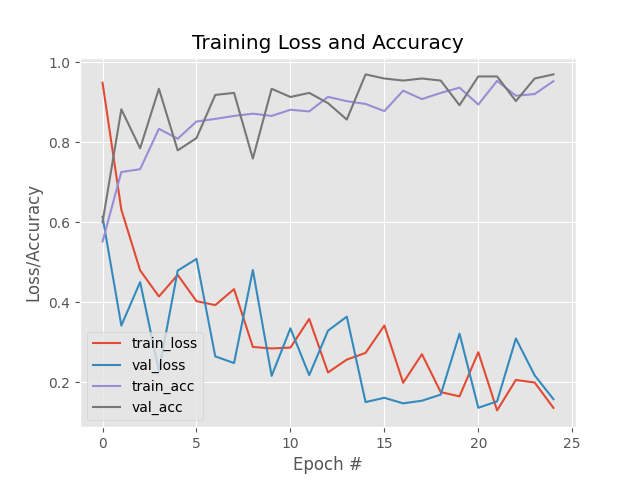 Training Loss and Accuracy
Loss/Accuracy
1.0
0.8
0.6
0.4
0.2
train_loss
val_loss
train_acc
val_acc
0 5 10 15 20 25
Epoch #